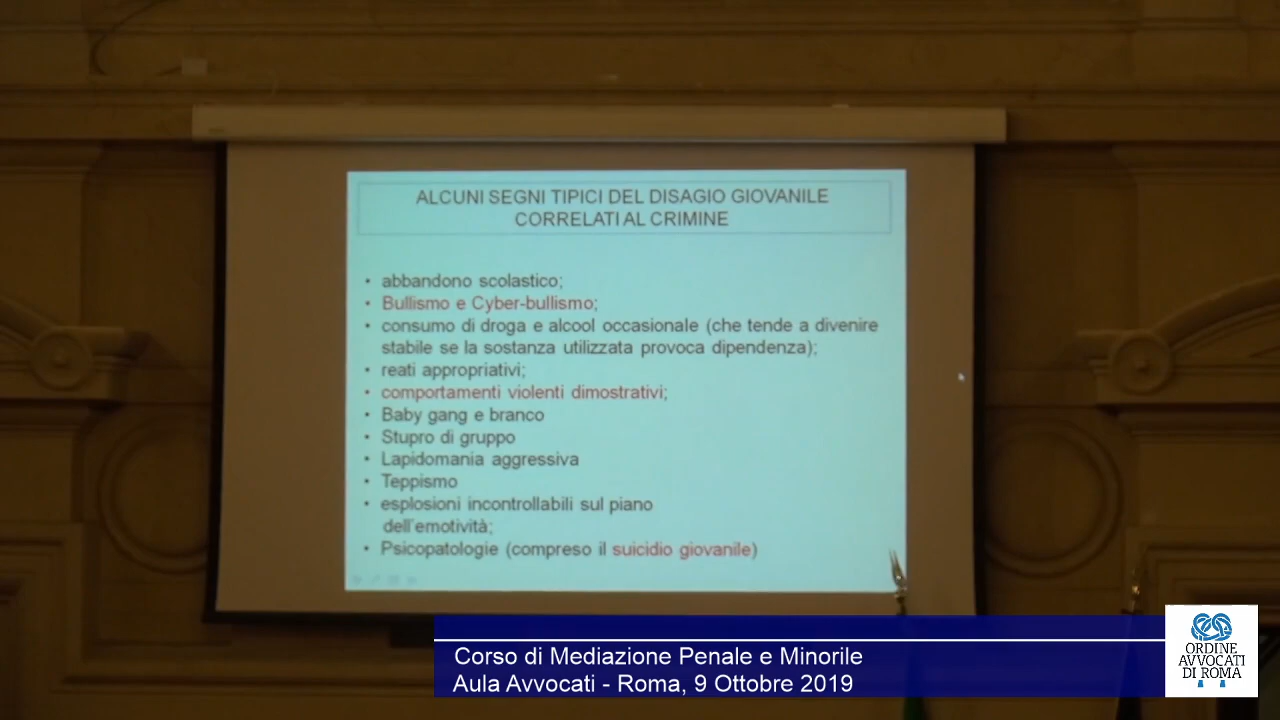 ALCUNI SEGNI TIPICI DEL DISAGIO GIOVANILE
CORRELATI AL CRIMINE
• abbandono scolastico;
• Bullismo e Cyber-bullismo;
• consumo di droga e alcool occasionale (che tende a divenire
stabile se la sostanza utilizzata provoca dipendenza);
• reati appropriativi;
• comportamenti violenti dimostrativi;
• Baby gang e branco
• Stupro di gruppo
• Lapidomania aggressiva
• Teppismo
• esplosioni incontrollabili sul piano
dell'emotività;
• Psicopatologie (compreso il suicidio giovanile)
Corso di Mediazione Penale e Minorile
Aula Avvocati - Roma, 9 Ottobre 2019
ORDINE
AVVOCATI
DI ROMA